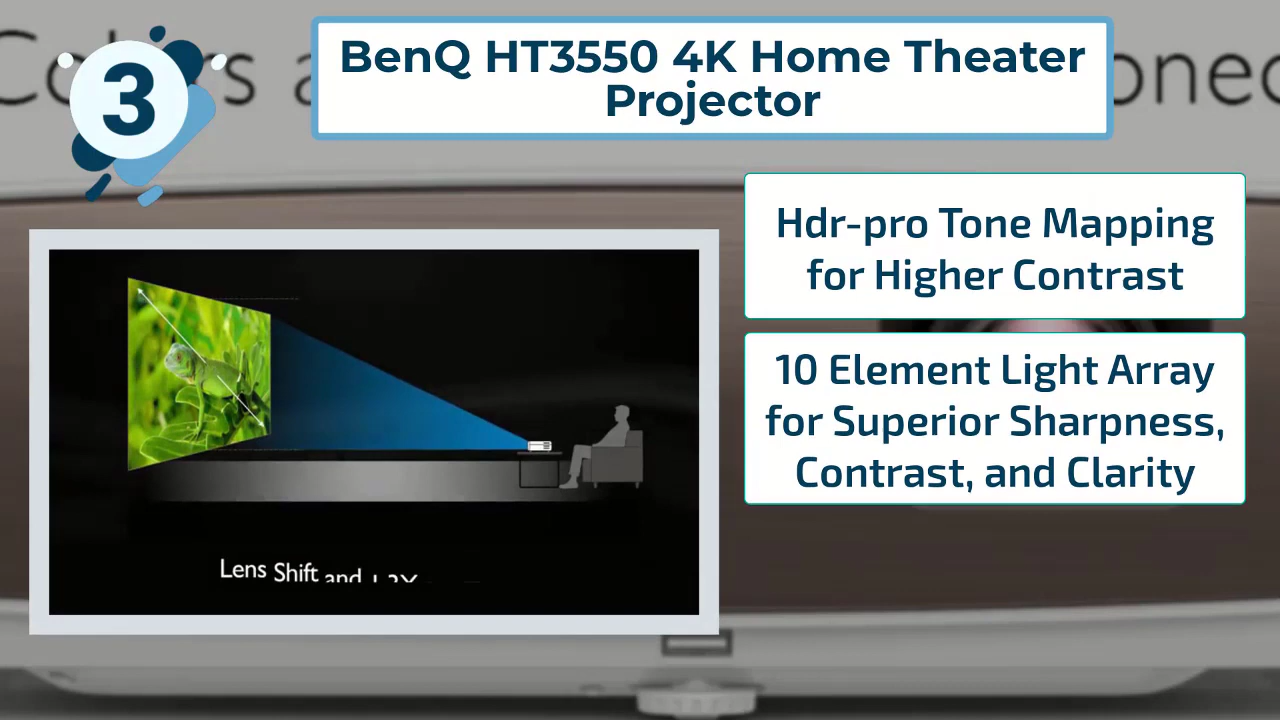 3
BenQ HT3550 4K Home Theater
Projector
Hdr-pro Tone Mapping
for Higher Contrast
10 Element Light Array
for Superior Sharpness,
Contrast, and Clarity
Lens Shift and